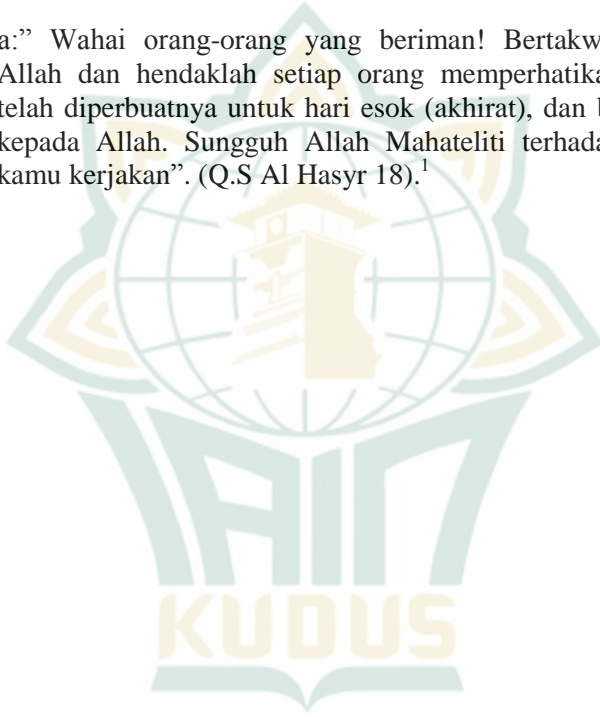 a:” Wahai orang-orang yang beriman! Bertakw
Allah dan hendaklah setiap orang memperhatika
telah diperbuatnya untuk hari esok (akhirat), dan b
kepada Allah. Sungguh Allah Mahateliti terhada
kamu kerjakan”. (Q.S Al Hasyr 18).1
IAIN
KUDUS